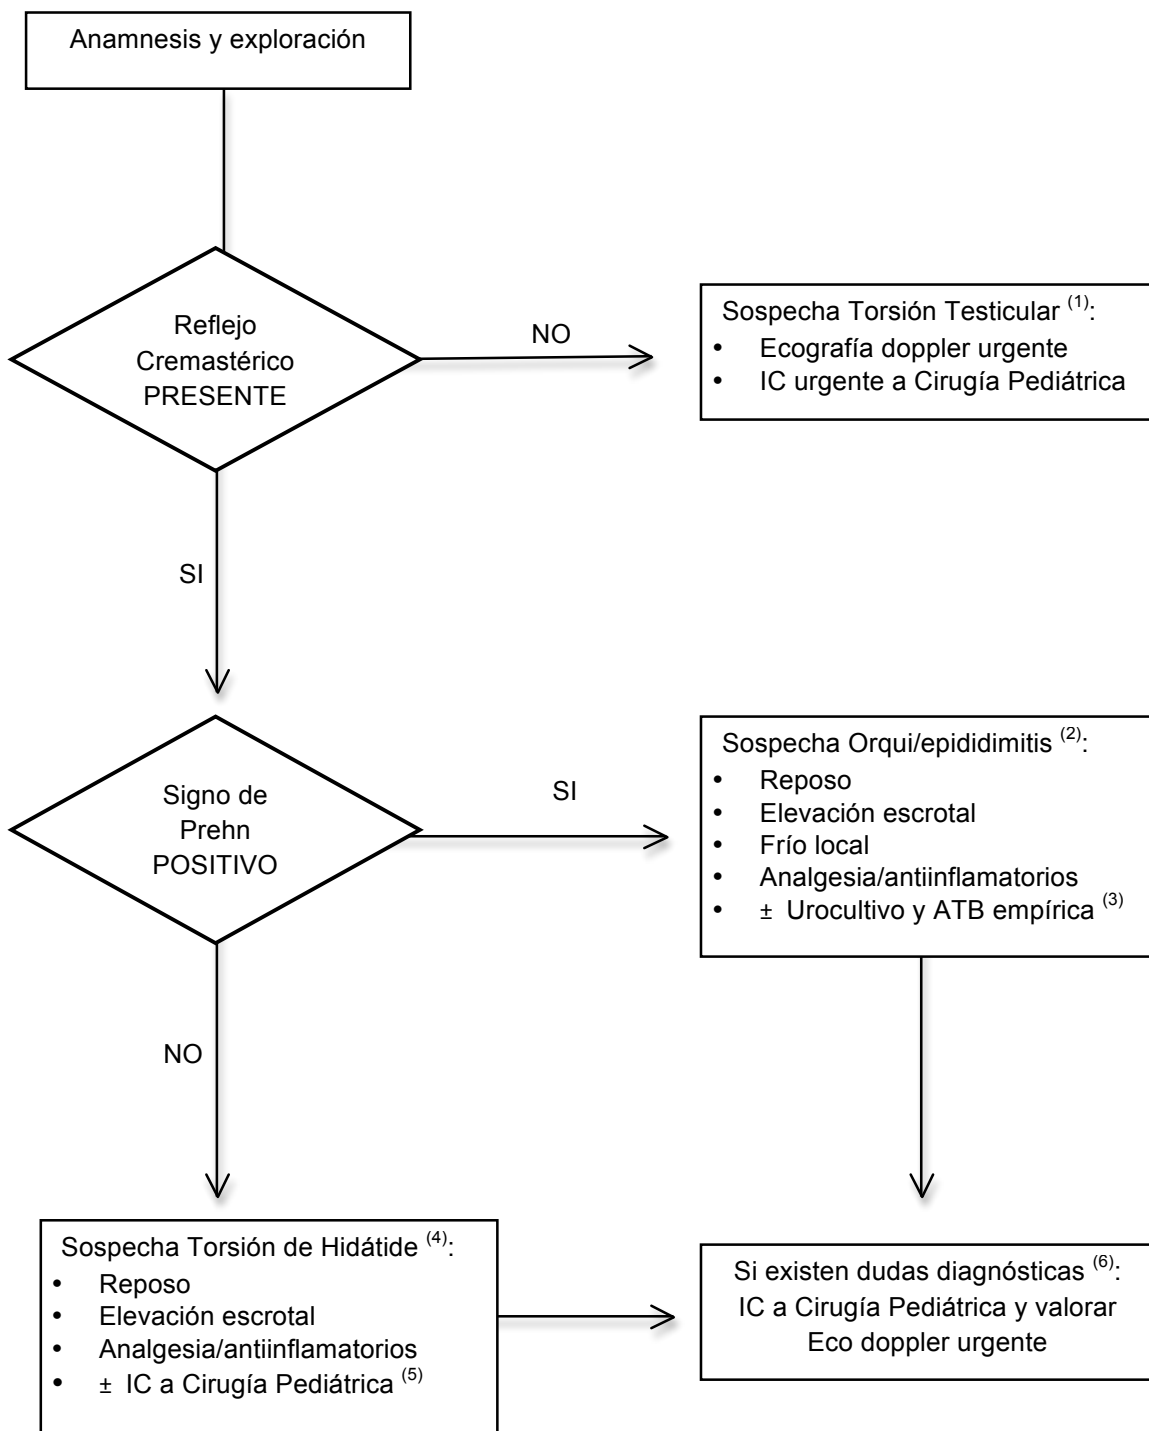 Anamnesis y exploración
Reflejo
Cremastérico
PRESENTE
NO
Sospecha Torsión Testicular (1):
• Ecografía doppler urgente
• IC urgente a Cirugía Pediátrica
SI
Signo de
Prehn
POSITIVO
SI
Sospecha Orqui/epididimitis (2):
• Reposo
• Elevación escrotal
• Frío local
• Analgesia/antiinflamatorios
• ± Urocultivo y ATB empírica (3)
NO
Sospecha Torsión de Hidátide (4):
• Reposo
• Elevación escrotal
• Analgesia/antiinflamatorios
• ± IC a Cirugía Pediátrica (5)
Si existen dudas diagnósticas (6):
IC a Cirugía Pediátrica y valorar
Eco doppler urgente